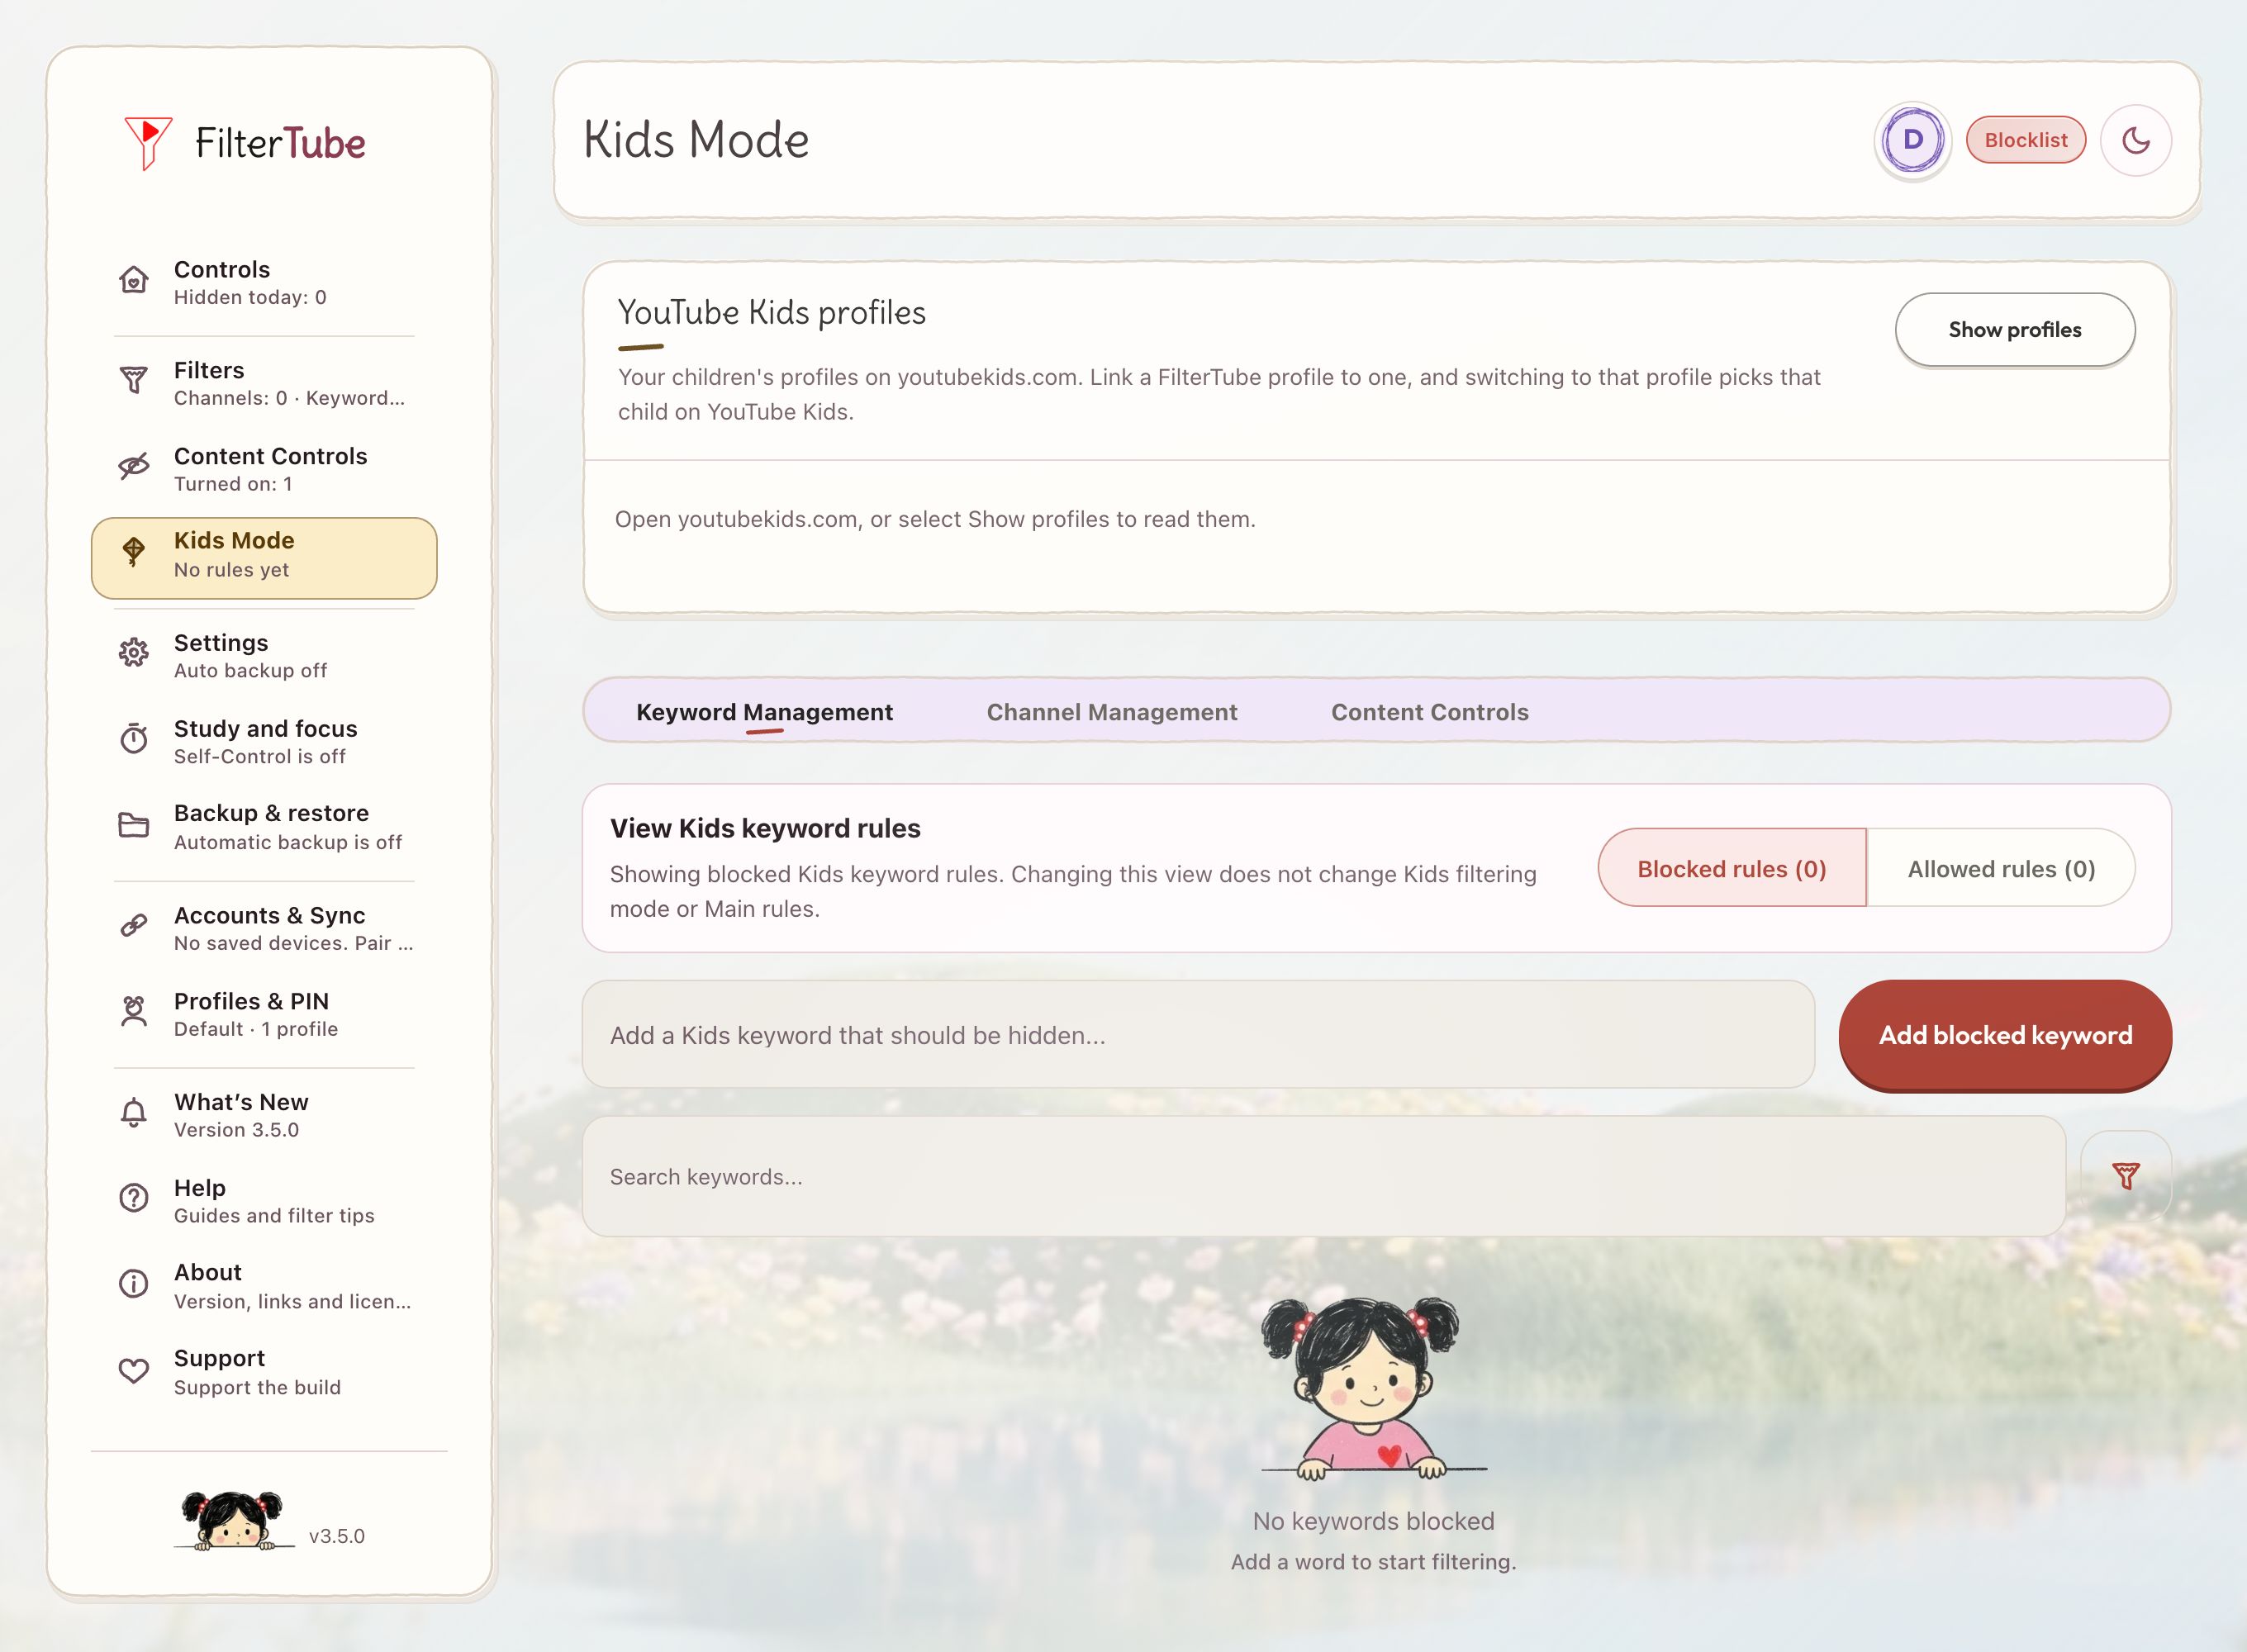 FilterTube
Controls
Hidden today: 0
Filters
Channels: 0 · Keyword...
Content Controls
Turned on: 1
Kids Mode
No rules yet
Settings
Auto backup off
Study and focus
Self-Control is off
Backup & restore
Automatic backup is off
Accounts & Sync
No saved devices. Pair ...
Profiles & PIN
Default · 1 profile
What's New
Version 3.5.0
Help
Guides and filter tips
About
Version, links and licen...
Support
Support the build
v3.5.0
Kids Mode
D
Blocklist
YouTube Kids profiles
Show profiles
Your children's profiles on youtubekids.com. Link a FilterTube profile to one, and switching to that profile picks that
child on YouTube Kids.
Open youtubekids.com, or select Show profiles to read them.
Keyword Management
Channel Management
Content Controls
View Kids keyword rules
Showing blocked Kids keyword rules. Changing this view does not change Kids filtering
mode or Main rules.
Blocked rules (0)
Allowed rules (0)
Add a Kids keyword that should be hidden...
Add blocked keyword
Search keywords...
No keywords blocked
Add a word to start filtering.